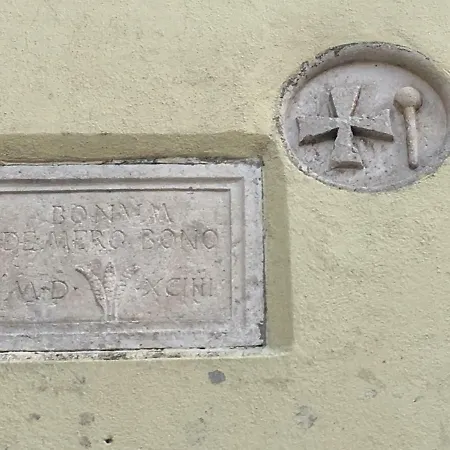 BONVM
DE MERO BONO
M · D · XCIIII